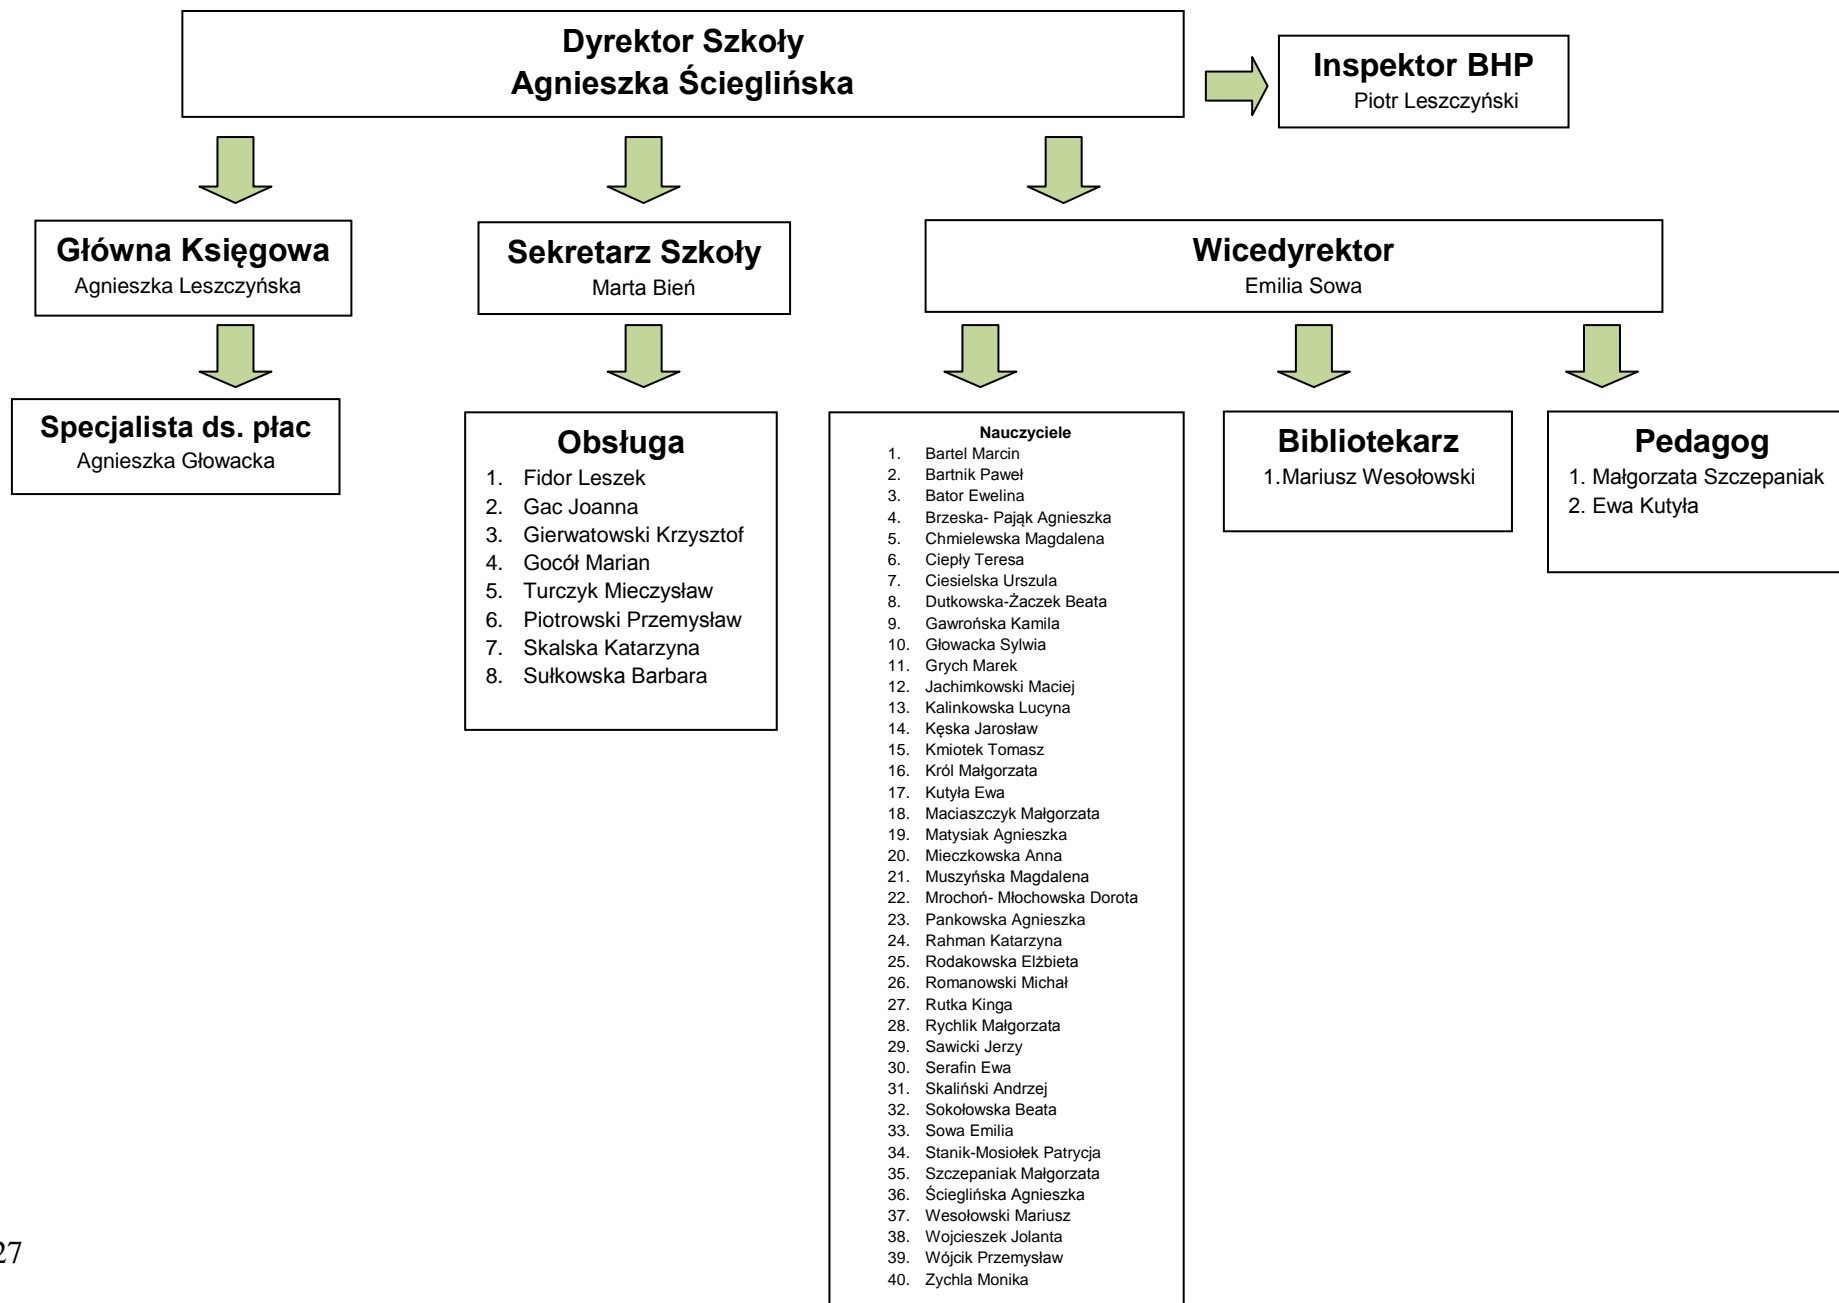 Dyrektor Szkoły
Agnieszka Ścieglińska
Inspektor BHP
Piotr Leszczyński
Główna Księgowa
Agnieszka Leszczyńska
Sekretarz Szkoły
Marta Bień
Wicedyrektor
Emilia Sowa
Specjalista ds. płac
Agnieszka Głowacka
Obsługa
1. Fidor Leszek
2. Gac Joanna
3. Gierwatowski Krzysztof
4. Gocół Marian
5. Turczyk Mieczysław
6. Piotrowski Przemysław
7. Skalska Katarzyna
8. Sułkowska Barbara
Nauczyciele
1. Bartel Marcin
2. Bartnik Paweł
3. Bator Ewelina
4. Brzeska- Pająk Agnieszka
5. Chmielewska Magdalena
6. Ciepły Teresa
7. Ciesielska Urszula
8. Dutkowska-Żaczek Beata
9. Gawrońska Kamila
10. Głowacka Sylwia
11. Grych Marek
12. Jachimkowski Maciej
13. Kalinkowska Lucyna
14. Kęska Jarosław
15. Kmiotek Tomasz
16. Król Małgorzata
17. Kutyła Ewa
18. Maciaszczyk Małgorzata
19. Matysiak Agnieszka
20. Mieczkowska Anna
21. Muszyńska Magdalena
22. Mrochoń- Młochowska Dorota
23. Pankowska Agnieszka
24. Rahman Katarzyna
25. Rodakowska Elżbieta
26. Romanowski Michał
27. Rutka Kinga
28. Rychlik Małgorzata
29. Sawicki Jerzy
30. Serafin Ewa
31. Skaliński Andrzej
32. Sokołowska Beata
33. Sowa Emilia
34. Stanik-Mosiołek Patrycja
35. Szczepaniak Małgorzata
36. Ścieglińska Agnieszka
37. Wesołowski Mariusz
38. Wojcieszek Jolanta
39. Wójcik Przemysław
40. Zychla Monika
Bibliotekarz
1.Mariusz Wesołowski
Pedagog
1. Małgorzata Szczepaniak
2. Ewa Kutyła
27